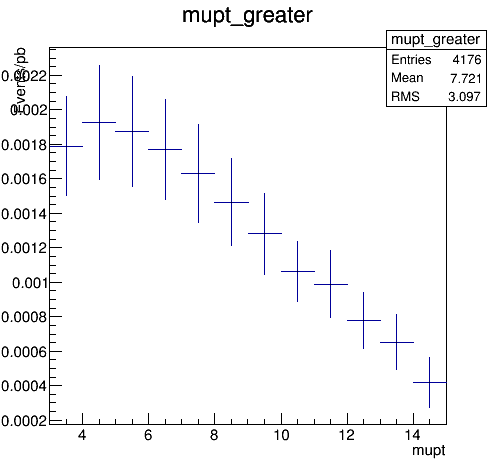 mupt_greater
mupt_greater
Entries 4176
Mean 7.721
RMS 3.097
Events/pb
0.0022
0.002
0.0018
0.0016
0.0014
0.0012
0.001
0.0008
0.0006
0.0004
0.0002
4 6 8 10 12 14
mupt